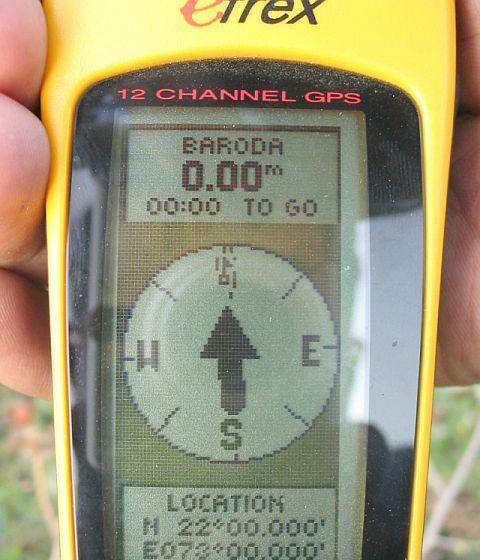 etrex
12 CHANNEL GPS
BARODA
0.00m
00:00 TO GO
W E
S
LOCATION
N 22°00.000'
E073°00.000'